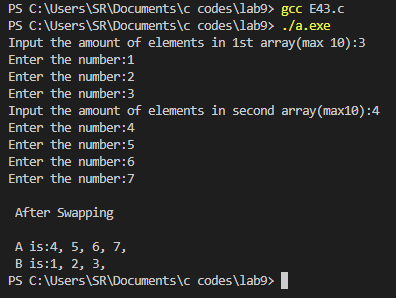 PS C:\Users\SR\Documents\c codes\lab9> gcc E43.c
PS C:\Users\SR\Documents\c codes\lab9> ./a.exe
Input the amount of elements in 1st array(max 10):3
Enter the number:1
Enter the number:2
Enter the number:3
Input the amount of elements in second array(max10):4
Enter the number:4
Enter the number:5
Enter the number:6
Enter the number:7
After Swapping
A is:4, 5, 6, 7,
B is:1, 2, 3,
PS C:\Users\SR\Documents\c codes\lab9>